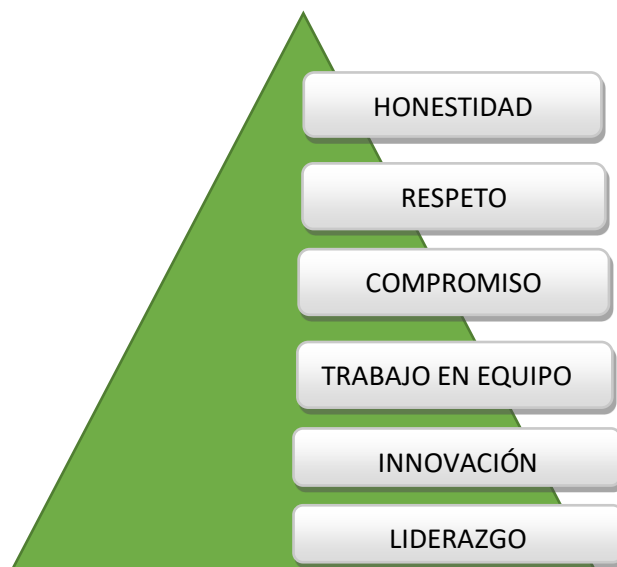 HONESTIDAD
RESPETO
COMPROMISO
TRABAJO EN EQUIPO
INNOVACIÓN
LIDERAZGO